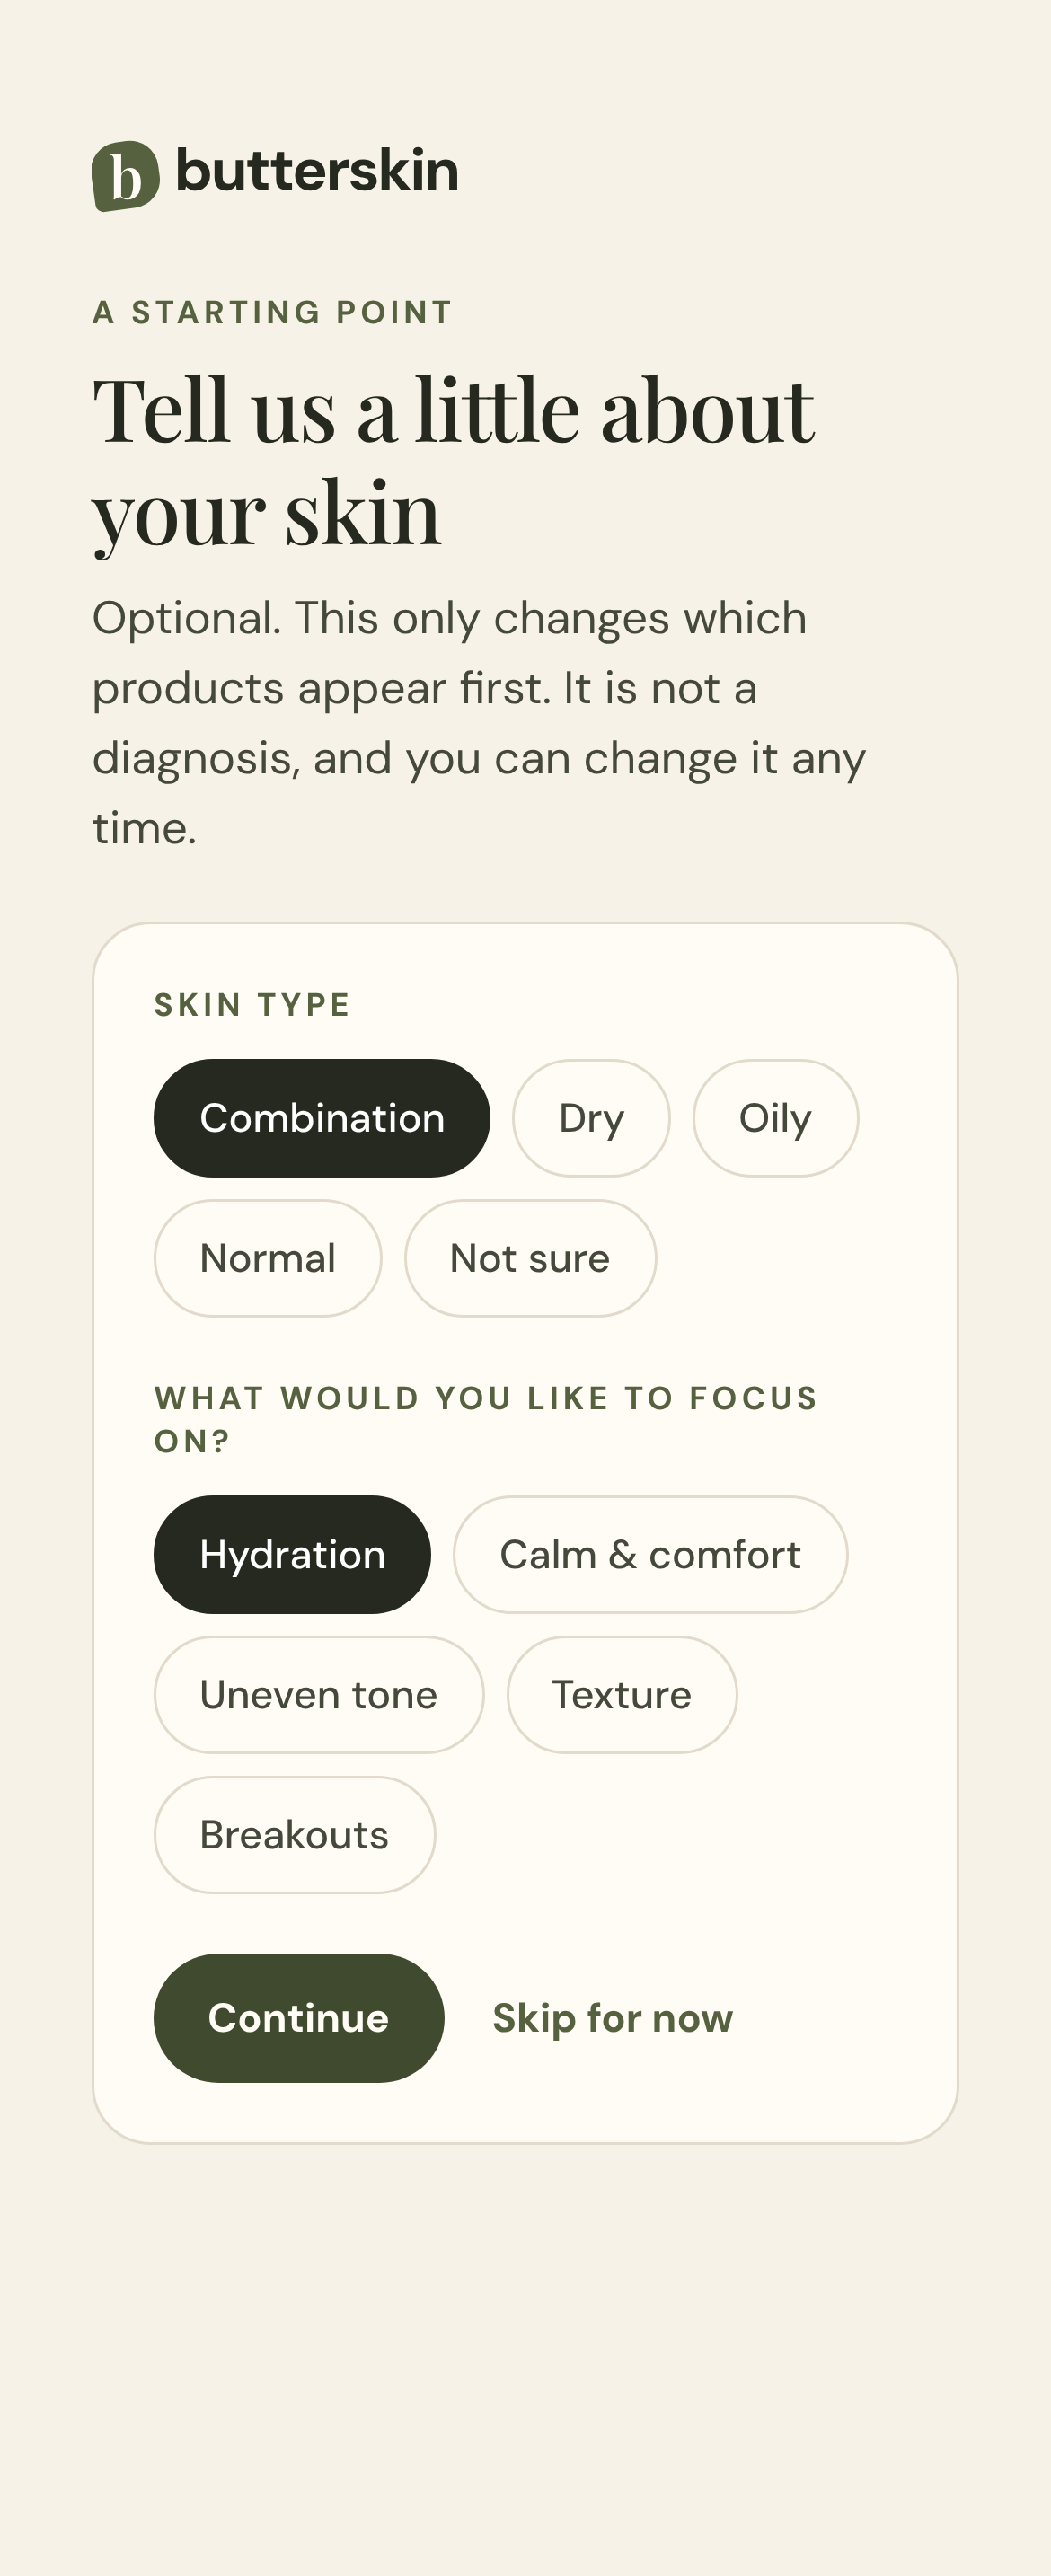 b butterskin
A STARTING POINT
Tell us a little about
your skin
Optional. This only changes which
products appear first. It is not a
diagnosis, and you can change it any
time.
SKIN TYPE
Combination Dry Oily
Normal Not sure
WHAT WOULD YOU LIKE TO FOCUS
ON?
Hydration Calm & comfort
Uneven tone Texture
Breakouts
Continue Skip for now